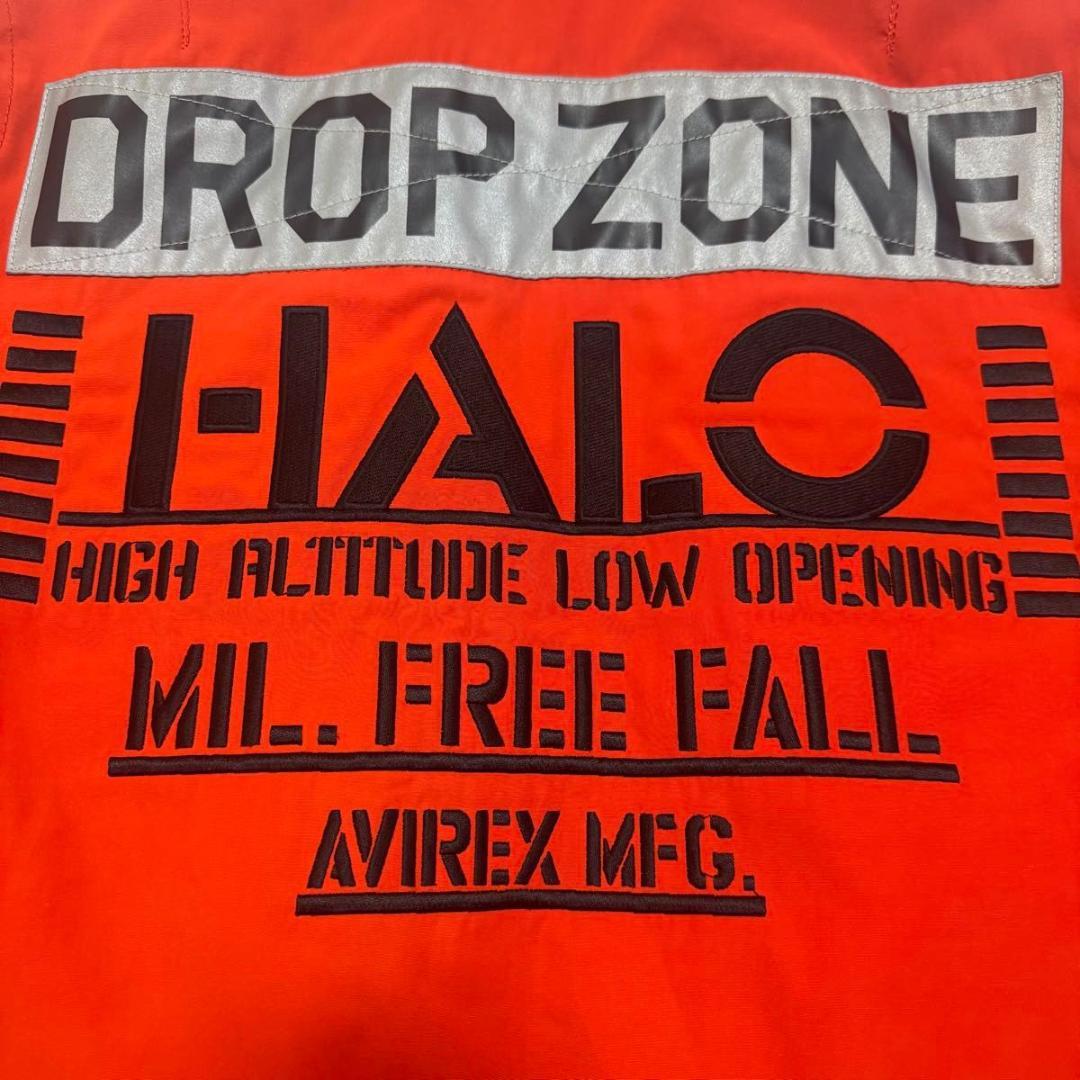 DROP ZONE
HALO
HIGH ALTITUDE LOW OPENING
MIL. FREE FALL
AVIREX MFG.